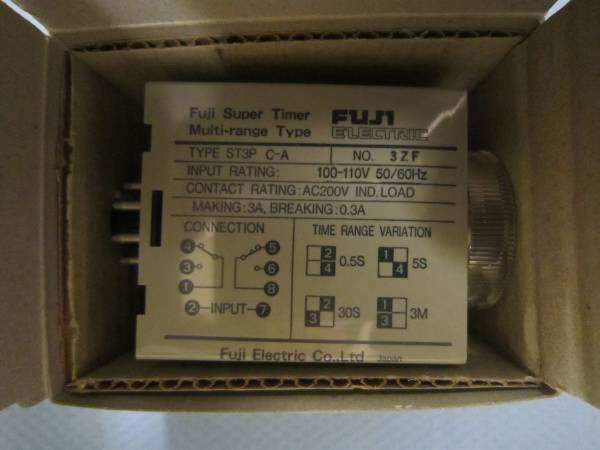 Fuji Super Timer FUJI
Multi-range Type ELECTRIC
TYPE ST3P C-A NO. 3ZF
INPUT RATING: 100-110V 50/60Hz
CONTACT RATING: AC200V IND. LOAD
MAKING: 3A, BREAKING: 0.3A
CONNECTION
4 5
3 6
1 8
2 -INPUT- 7
TIME RANGE VARIATION
2 4 0.5S 1 4 5S
2 3 30S 1 3 3M
Fuji Electric Co.,Ltd Japan